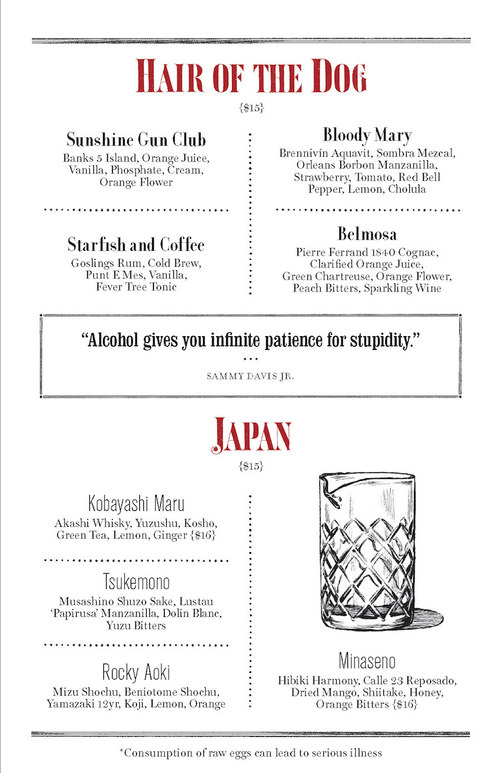 HAIR OF THE DOG
{$15}
Sunshine Gun Club
Banks 5 Island, Orange Juice,
Vanilla, Phosphate, Cream,
Orange Flower
Bloody Mary
Brennivín Aquavit, Sombra Mezcal,
Orleans Borbon Manzanilla,
Strawberry, Tomato, Red Bell
Pepper, Lemon, Cholula
Starfish and Coffee
Goslings Rum, Cold Brew,
Punt E Mes, Vanilla,
Fever Tree Tonic
Belmosa
Pierre Ferrand 1840 Cognac,
Clarified Orange Juice,
Green Chartreuse, Orange Flower,
Peach Bitters, Sparkling Wine
“Alcohol gives you infinite patience for stupidity.”
SAMMY DAVIS JR.
JAPAN
{$15}
Kobayashi Maru
Akashi Whisky, Yuzushu, Kosho,
Green Tea, Lemon, Ginger {$16}
Tsukemono
Musashino Shuzo Sake, Lustau
‘Papirusa’ Manzanilla, Dolin Blanc,
Yuzu Bitters
Rocky Aoki
Mizu Shochu, Beniotome Shochu,
Yamazaki 12yr, Koji, Lemon, Orange
Minaseno
Hibiki Harmony, Calle 23 Reposado,
Dried Mango, Shiitake, Honey,
Orange Bitters {$16}
*Consumption of raw eggs can lead to serious illness